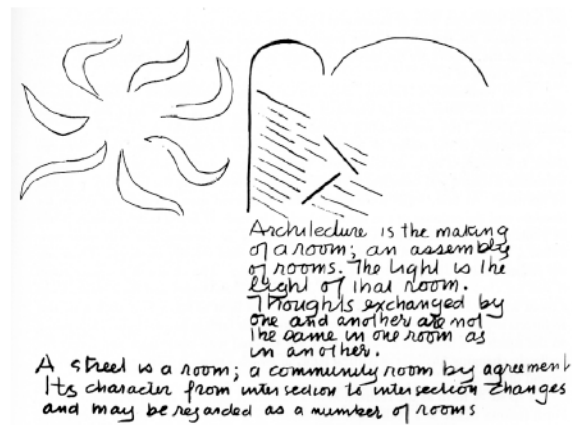 Architecture is the making
of a room; an assembly
of rooms. The light is the
light of that room.
Thoughts exchanged by
one and another are not
the same in one room as
in another.
A street is a room; a community room by agreement
Its character from intersection to intersection changes
and may be regarded as a number of rooms